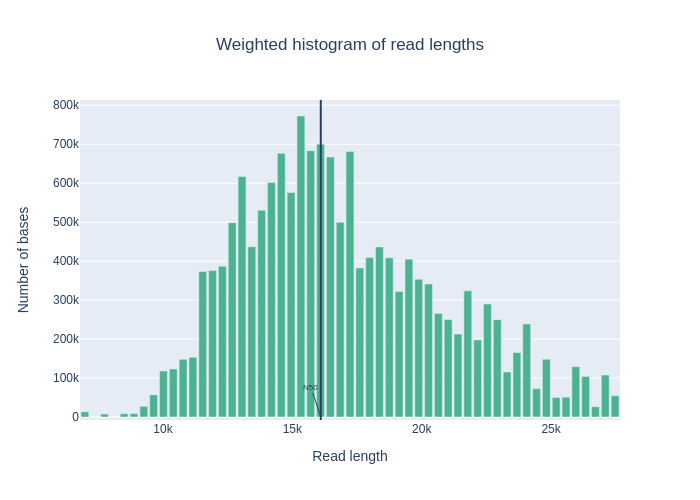 Weighted histogram of read lengths
800k
700k
600k
500k
400k
300k
200k
100k
0
Number of bases
N50
10k 15k 20k 25k
Read length